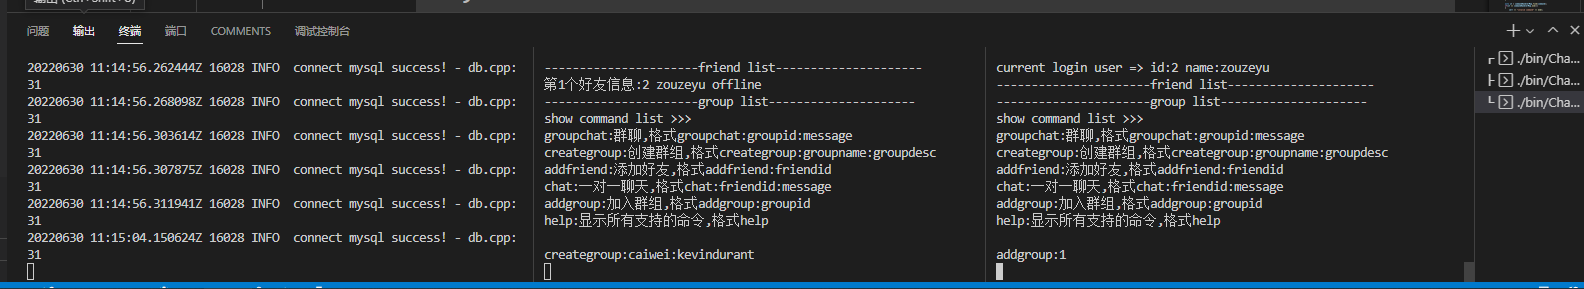 问题 输出 终端 端口 COMMENTS 调试控制台
20220630 11:14:56.262444Z 16028 INFO  connect mysql success! - db.cpp:
31
20220630 11:14:56.268098Z 16028 INFO  connect mysql success! - db.cpp:
31
20220630 11:14:56.303614Z 16028 INFO  connect mysql success! - db.cpp:
31
20220630 11:14:56.307875Z 16028 INFO  connect mysql success! - db.cpp:
31
20220630 11:14:56.311941Z 16028 INFO  connect mysql success! - db.cpp:
31
20220630 11:15:04.150624Z 16028 INFO  connect mysql success! - db.cpp:
31
----------------------friend list---------------------
第1个好友信息:2 zouzeyu offline
----------------------group list---------------------
show command list >>>
groupchat:群聊,格式groupchat:groupid:message
creategroup:创建群组,格式creategroup:groupname:groupdesc
addfriend:添加好友,格式addfriend:friendid
chat:一对一聊天,格式chat:friendid:message
addgroup:加入群组,格式addgroup:groupid
help:显示所有支持的命令,格式help
creategroup:caiwei:kevindurant
current login user => id:2 name:zouzeyu
----------------------friend list---------------------
----------------------group list---------------------
show command list >>>
groupchat:群聊,格式groupchat:groupid:message
creategroup:创建群组,格式creategroup:groupname:groupdesc
addfriend:添加好友,格式addfriend:friendid
chat:一对一聊天,格式chat:friendid:message
addgroup:加入群组,格式addgroup:groupid
help:显示所有支持的命令,格式help
addgroup:1
./bin/Cha...
./bin/Cha...
./bin/Cha...